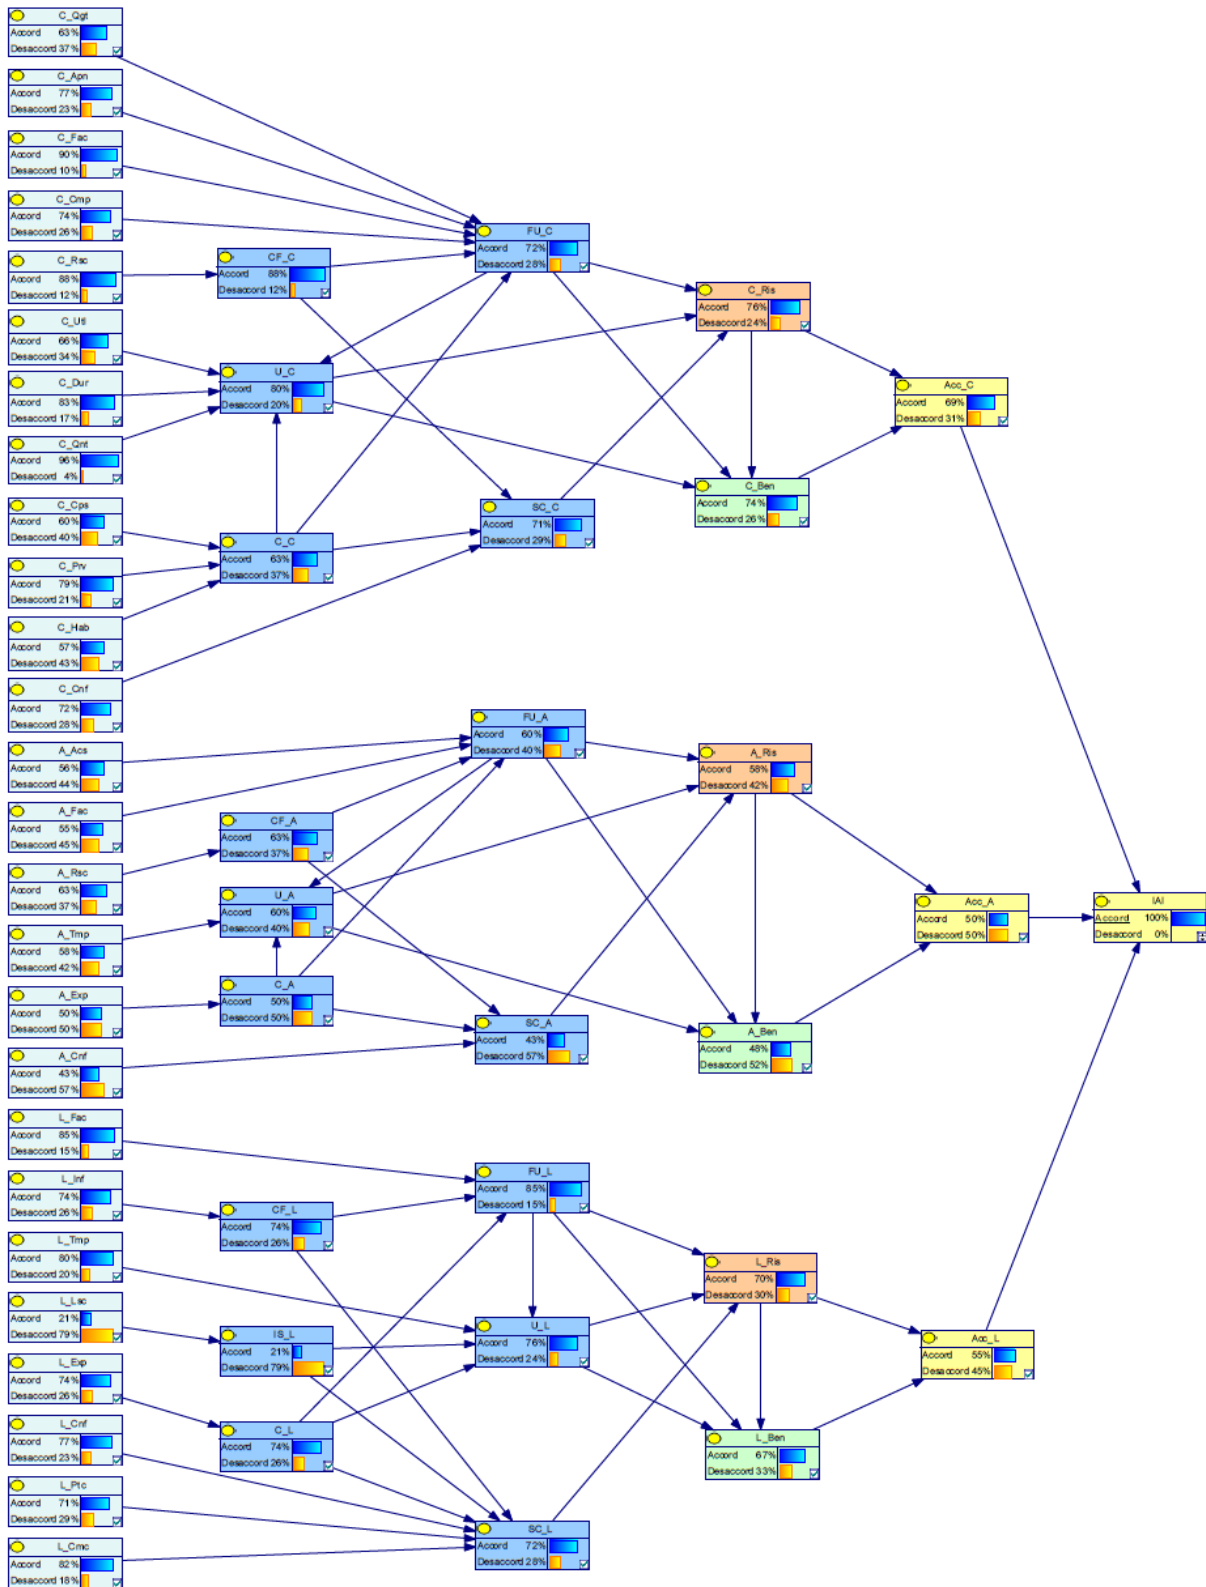 C_Qgt
Accord 63%
Desaccord 37%
C_Apn
Accord 77%
Desaccord 23%
C_Fac
Accord 90%
Desaccord 10%
C_Cmp
Accord 74%
Desaccord 26%
C_Rsc
Accord 88%
Desaccord 12%
C_Utl
Accord 66%
Desaccord 34%
C_Dur
Accord 83%
Desaccord 17%
C_Qnt
Accord 96%
Desaccord 4%
C_Cps
Accord 60%
Desaccord 40%
C_Prv
Accord 79%
Desaccord 21%
C_Hab
Accord 57%
Desaccord 43%
C_Cnf
Accord 72%
Desaccord 28%
CF_C
Accord 88%
Desaccord 12%
U_C
Accord 80%
Desaccord 20%
C_C
Accord 63%
Desaccord 37%
FU_C
Accord 72%
Desaccord 28%
SC_C
Accord 71%
Desaccord 29%
C_Ris
Accord 76%
Desaccord 24%
C_Ben
Accord 74%
Desaccord 26%
Acc_C
Accord 69%
Desaccord 31%
A_Acs
Accord 56%
Desaccord 44%
A_Fac
Accord 55%
Desaccord 45%
A_Rsc
Accord 63%
Desaccord 37%
A_Tmp
Accord 58%
Desaccord 42%
A_Exp
Accord 50%
Desaccord 50%
A_Cnf
Accord 43%
Desaccord 57%
CF_A
Accord 63%
Desaccord 37%
U_A
Accord 60%
Desaccord 40%
C_A
Accord 50%
Desaccord 50%
FU_A
Accord 60%
Desaccord 40%
SC_A
Accord 43%
Desaccord 57%
A_Ris
Accord 58%
Desaccord 42%
A_Ben
Accord 48%
Desaccord 52%
Acc_A
Accord 50%
Desaccord 50%
IAI
Accord 100%
Desaccord 0%
L_Fac
Accord 85%
Desaccord 15%
L_Inf
Accord 74%
Desaccord 26%
L_Tmp
Accord 80%
Desaccord 20%
L_Lsc
Accord 21%
Desaccord 79%
L_Exp
Accord 74%
Desaccord 26%
L_Cnf
Accord 77%
Desaccord 23%
L_Ptc
Accord 71%
Desaccord 29%
L_Cmc
Accord 82%
Desaccord 18%
CF_L
Accord 74%
Desaccord 26%
IS_L
Accord 21%
Desaccord 79%
C_L
Accord 74%
Desaccord 26%
FU_L
Accord 85%
Desaccord 15%
U_L
Accord 76%
Desaccord 24%
SC_L
Accord 72%
Desaccord 28%
L_Ris
Accord 70%
Desaccord 30%
L_Ben
Accord 67%
Desaccord 33%
Acc_L
Accord 55%
Desaccord 45%